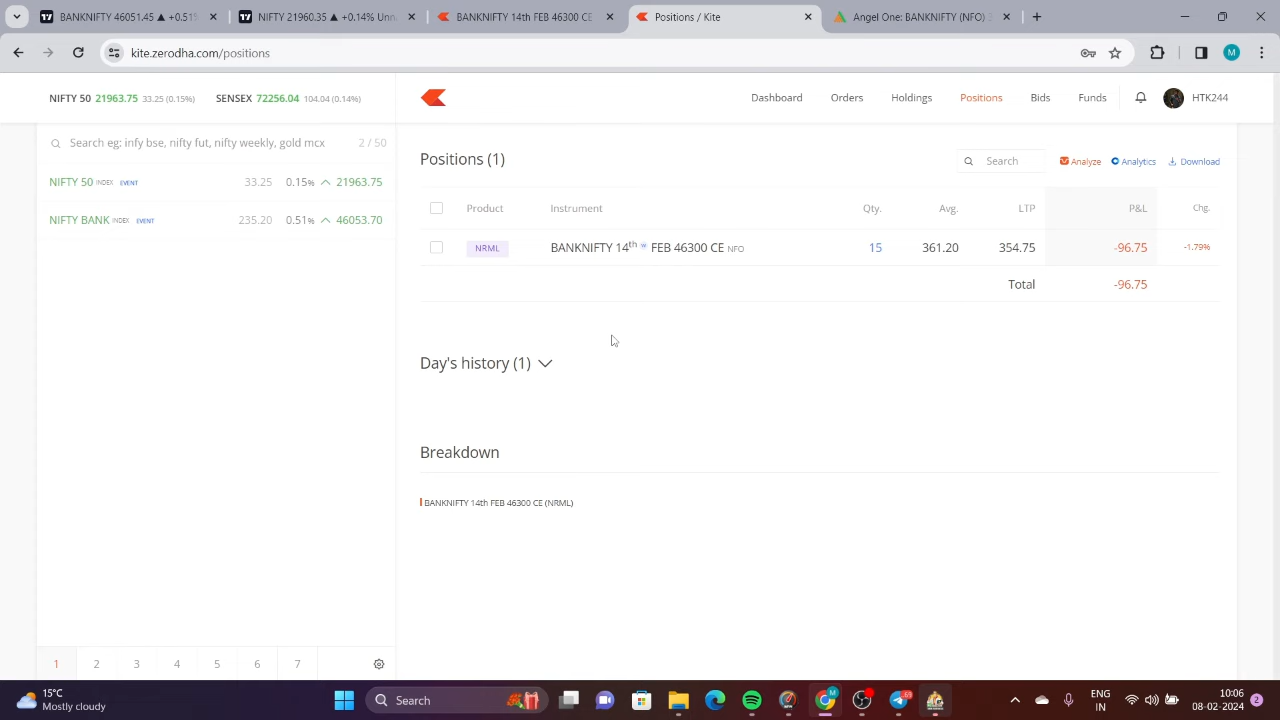 BANKNIFTY 46051.65 ▲ +0.51
NIFTY 21960.35 ▲ +0.14% Unn
BANKNIFTY 14th FEB 46300 CE
Positions / Kite
Angel One: BANKNIFTY (NFO)
kite.zerodha.com/positions
M
NIFTY 50 21963.75 33.25 (0.15%) SENSEX 72256.04 104.04 (0.14%)
Dashboard Orders Holdings Positions Bids Funds HTK244
Search eg: infy bse, nifty fut, nifty weekly, gold mcx 2 / 50
NIFTY 50 INDEX EVENT 33.25 0.15% 21963.75
NIFTY BANK INDEX EVENT 235.20 0.51% 46053.70
Positions (1) Search Analyze Analytics Download
Product Instrument Qty. Avg. LTP P&L Chg.
NRML BANKNIFTY 14th w FEB 46300 CE NFO 15 361.20 354.75 -96.75 -1.79%
Total -96.75
Day's history (1)
Breakdown
BANKNIFTY 14th FEB 46300 CE (NRML)
1 2 3 4 5 6 7
15°C
Mostly cloudy
Search
ENG
IN
10:06
08-02-2024
2